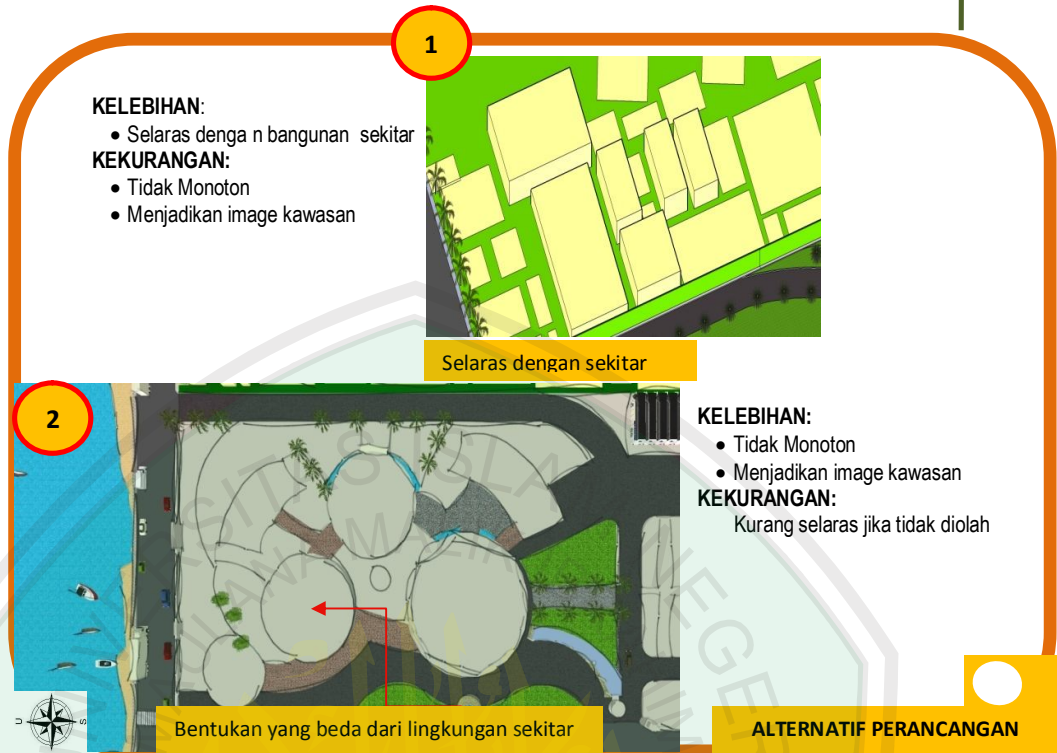 1
KELEBIHAN:
• Selaras denga n bangunan sekitar
KEKURANGAN:
• Tidak Monoton
• Menjadikan image kawasan
Selaras dengan sekitar
2
KELEBIHAN:
• Tidak Monoton
• Menjadikan image kawasan
KEKURANGAN:
Kurang selaras jika tidak diolah
Bentukan yang beda dari lingkungan sekitar
U S
ALTERNATIF PERANCANGAN